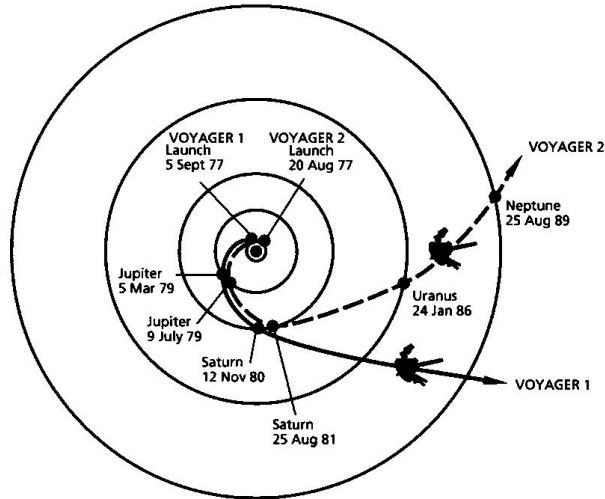 VOYAGER 1
Launch
5 Sept 77
VOYAGER 2
Launch
20 Aug 77
VOYAGER 2
Neptune
25 Aug 89
Jupiter
5 Mar 79
Jupiter
9 July 79
Uranus
24 Jan 86
Saturn
12 Nov 80
VOYAGER 1
Saturn
25 Aug 81